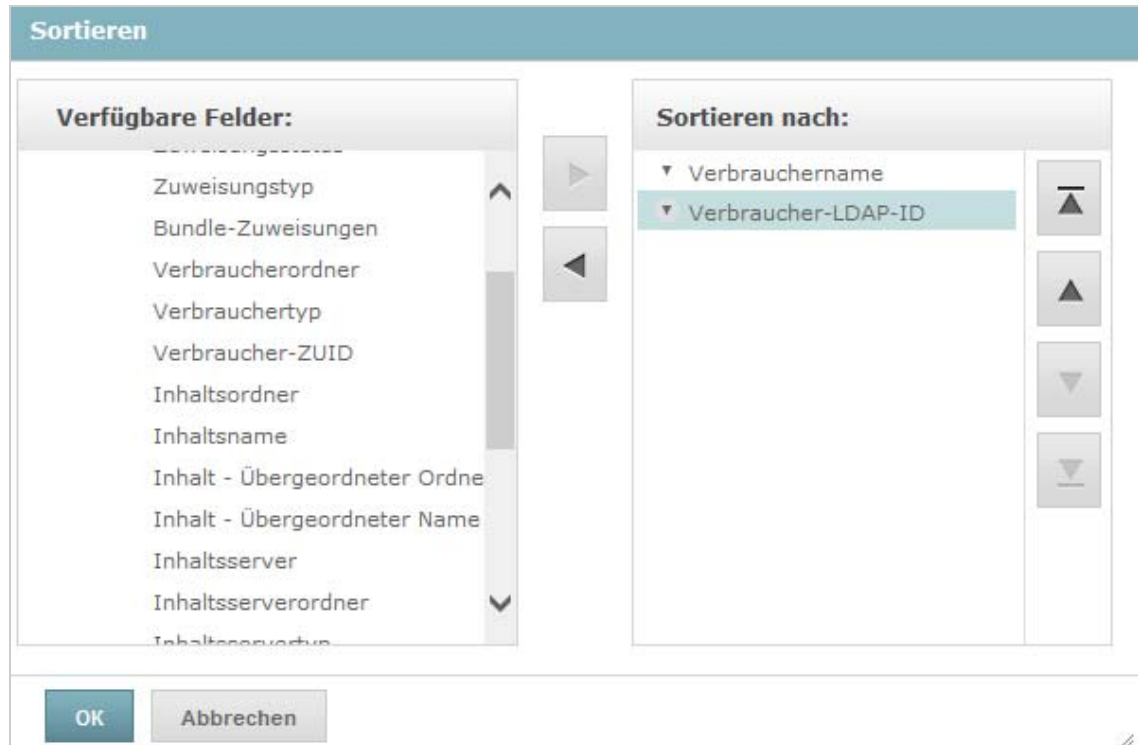 Sortieren
Verfügbare Felder:
Zuweisungstyp
Bundle-Zuweisungen
Verbraucherordner
Verbrauchertyp
Verbraucher-ZUID
Inhaltsordner
Inhaltsname
Inhalt - Übergeordneter Ordne
Inhalt - Übergeordneter Name
Inhaltsserver
Inhaltsserverordner
Inhaltsservertyp
Sortieren nach:
Verbrauchername
Verbraucher-LDAP-ID
OK
Abbrechen